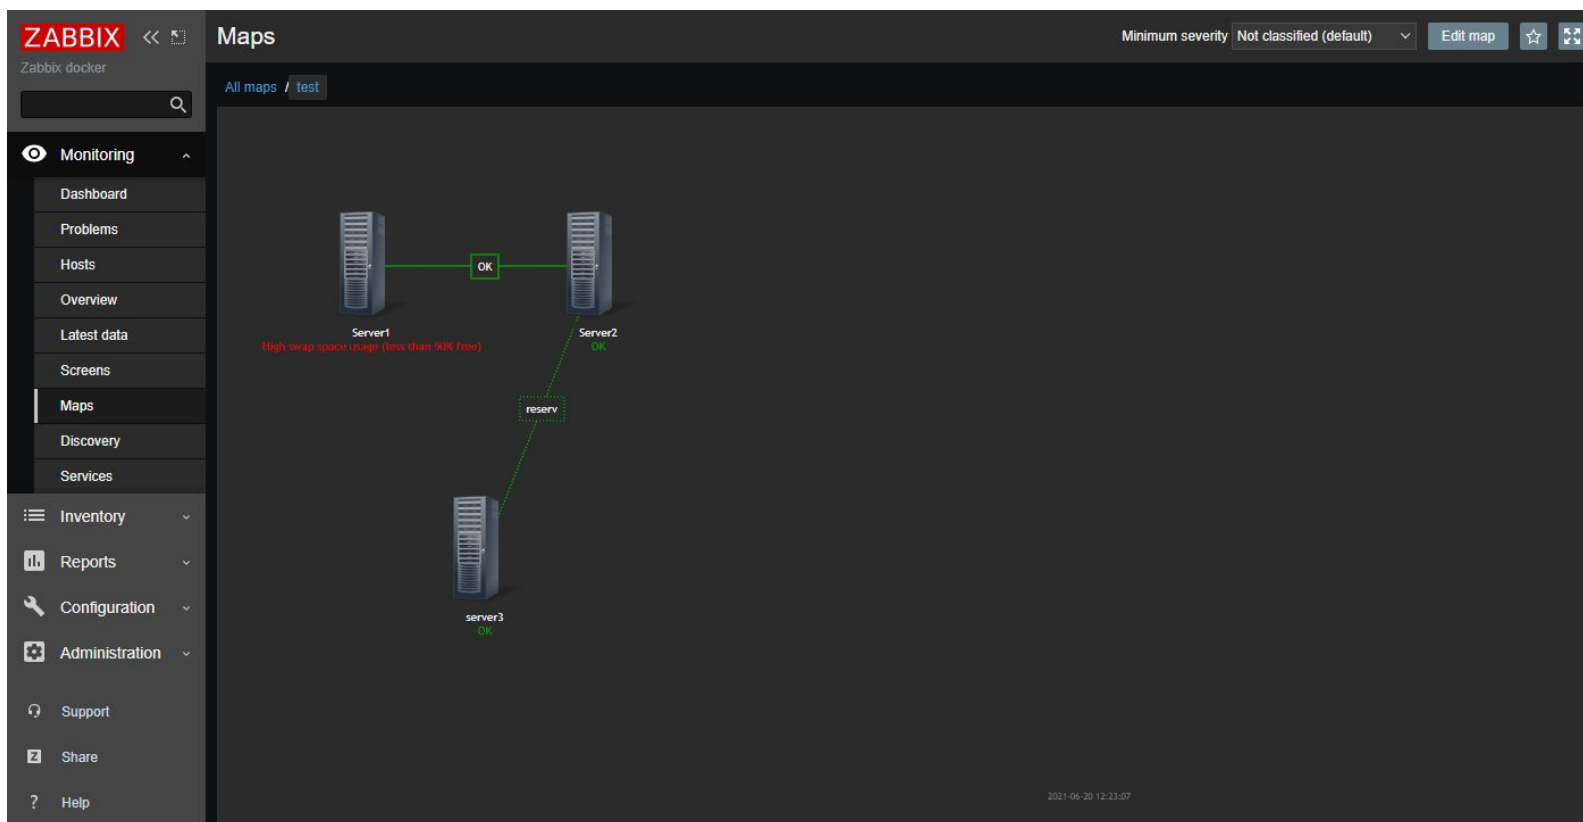 ZABBIX
Zabbix docker
Maps
Minimum severity Not classified (default) Edit map
All maps / test
Monitoring
Dashboard
Problems
Hosts
Overview
Latest data
Screens
Maps
Discovery
Services
Inventory
Reports
Configuration
Administration
Support
Share
Help
OK
Server1
High swap space usage (less than 50% free)
Server2
OK
reserv
server3
OK
2021-06-20 12:23:07